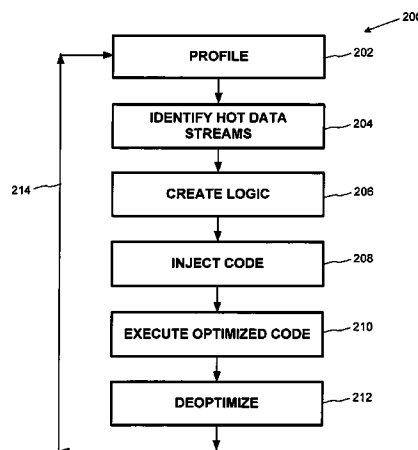 200
PROFILE
202
IDENTIFY HOT DATA
STREAMS
204
214
CREATE LOGIC
206
INJECT CODE
208
EXECUTE OPTIMIZED CODE
210
DEOPTIMIZE
212